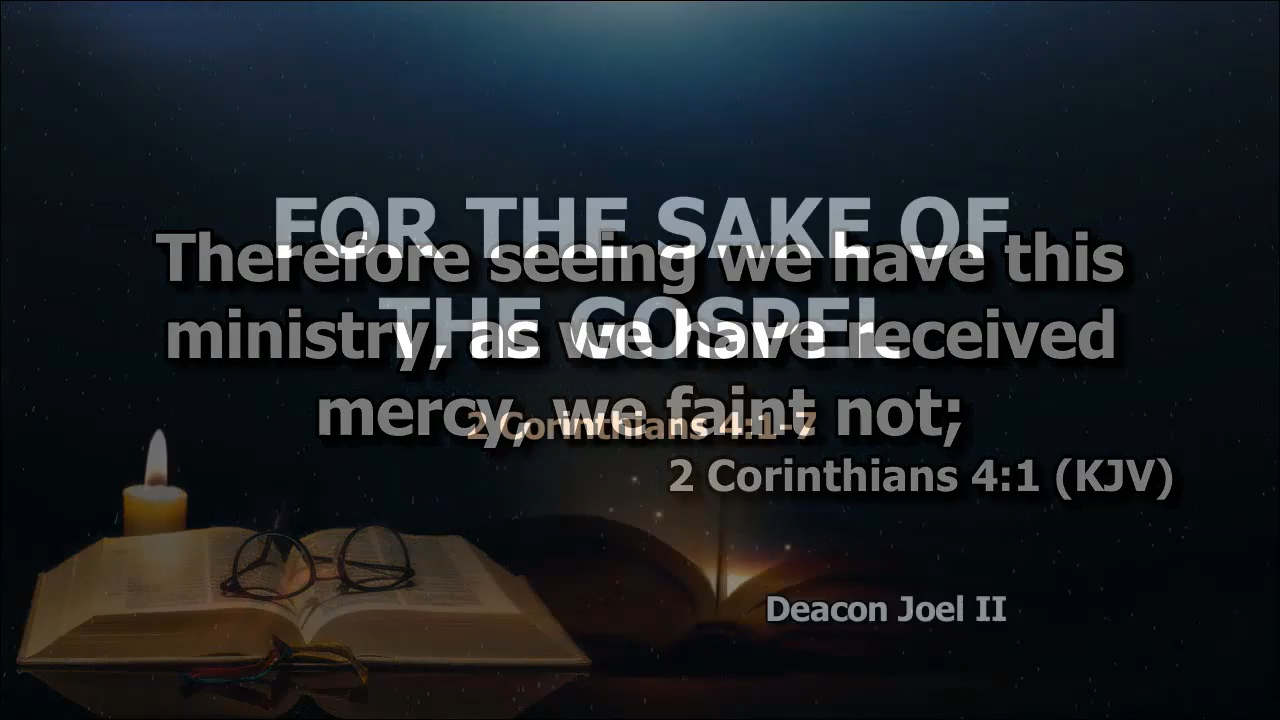 FOR THE SAKE OF
THE GOSPEL
2 Corinthians 4:1-7
Therefore seeing we have this
ministry, as we have received
mercy, we faint not;
2 Corinthians 4:1 (KJV)
Deacon Joel II